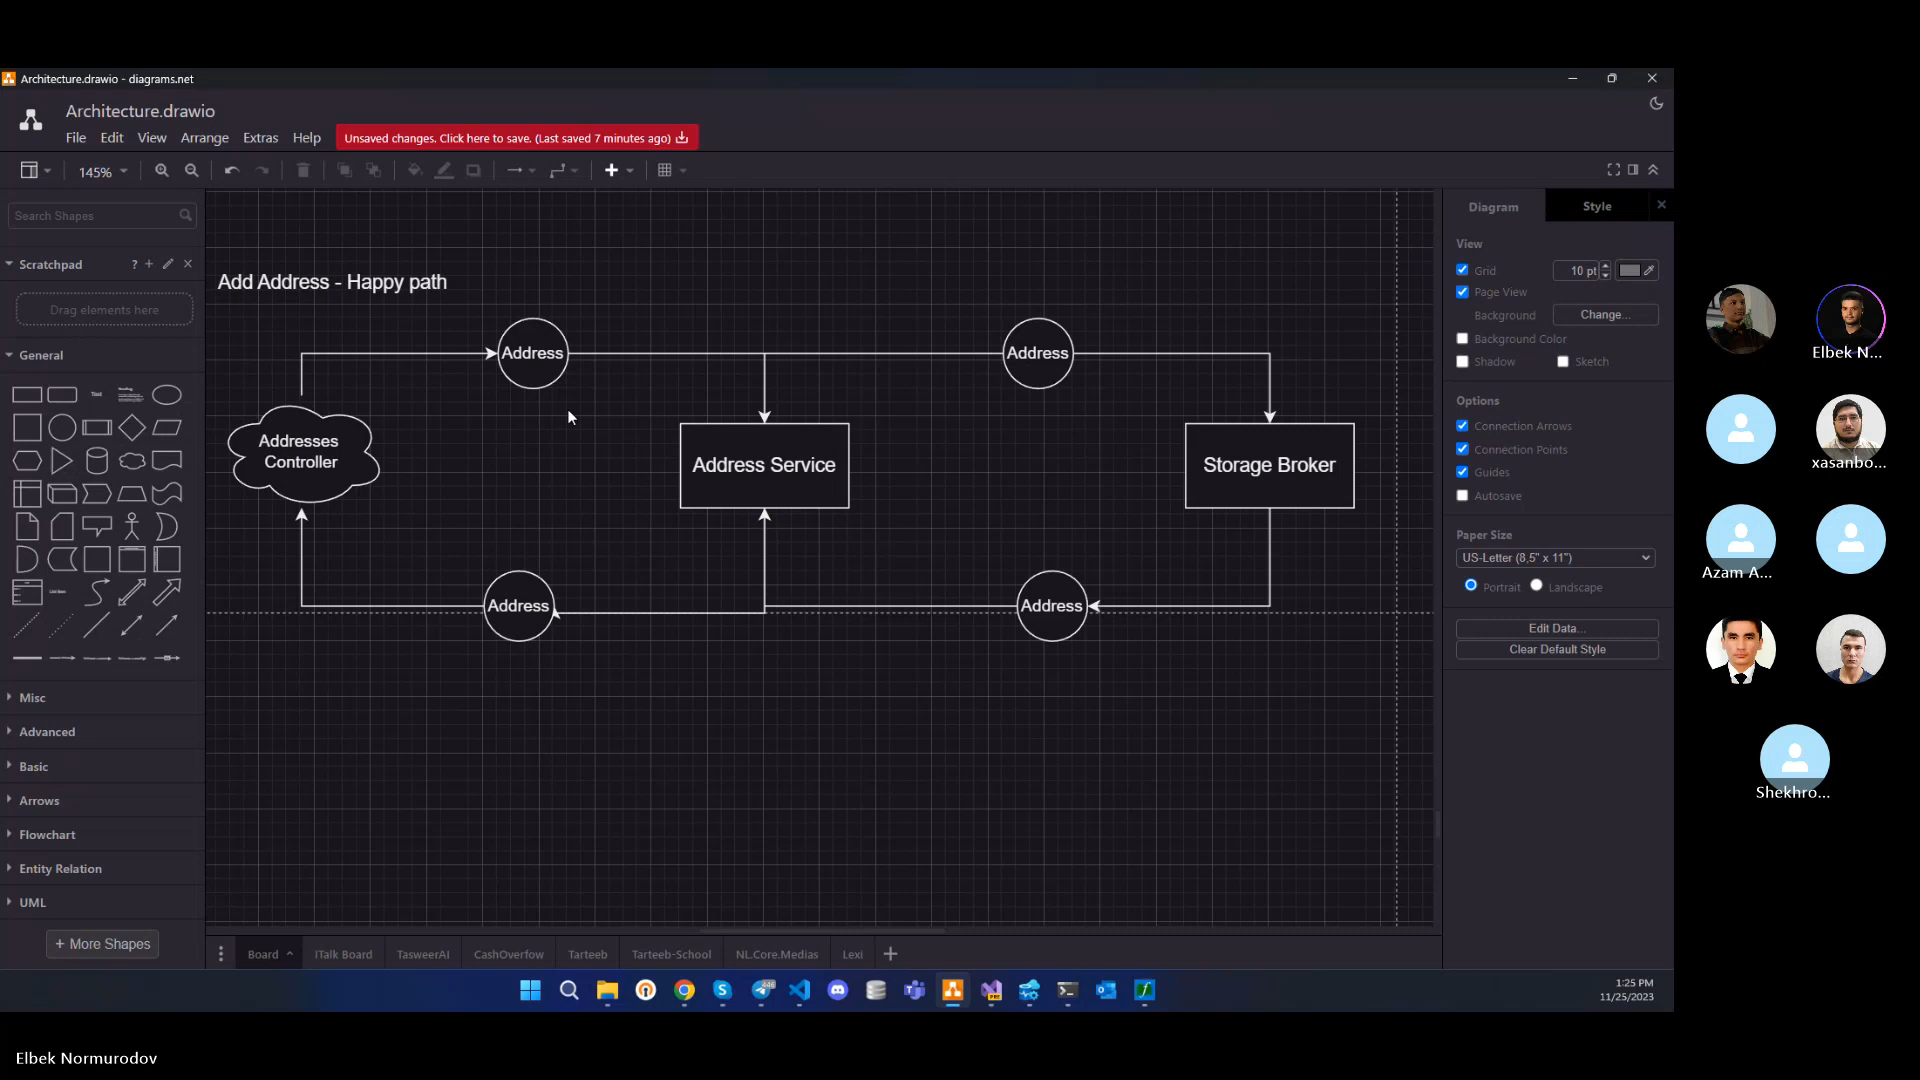 Architecture.drawio - diagrams.net
Architecture.drawio
File Edit View Arrange Extras Help
Unsaved changes. Click here to save. (Last saved 7 minutes ago)
145%
Search Shapes
Scratchpad
?
Drag elements here
General
Text
Misc
Advanced
Basic
Arrows
Flowchart
Entity Relation
UML
+ More Shapes
Add Address - Happy path
Address
Address
Addresses
Controller
Address Service
Storage Broker
Address
Address
Diagram
Style
View
Grid
10 pt
Page View
Background
Change...
Background Color
Shadow
Sketch
Options
Connection Arrows
Connection Points
Guides
Autosave
Paper Size
US-Letter (8,5" x 11")
Portrait
Landscape
Edit Data...
Clear Default Style
Board
ITalk Board
TasweerAI
CashOverfow
Tarteeb
Tarteeb-School
NL.Core.Medias
Lexi
446
PRE
1:25 PM
11/25/2023
Elbek N...
xasanbo...
Azam A...
Shekhro...
Elbek Normurodov